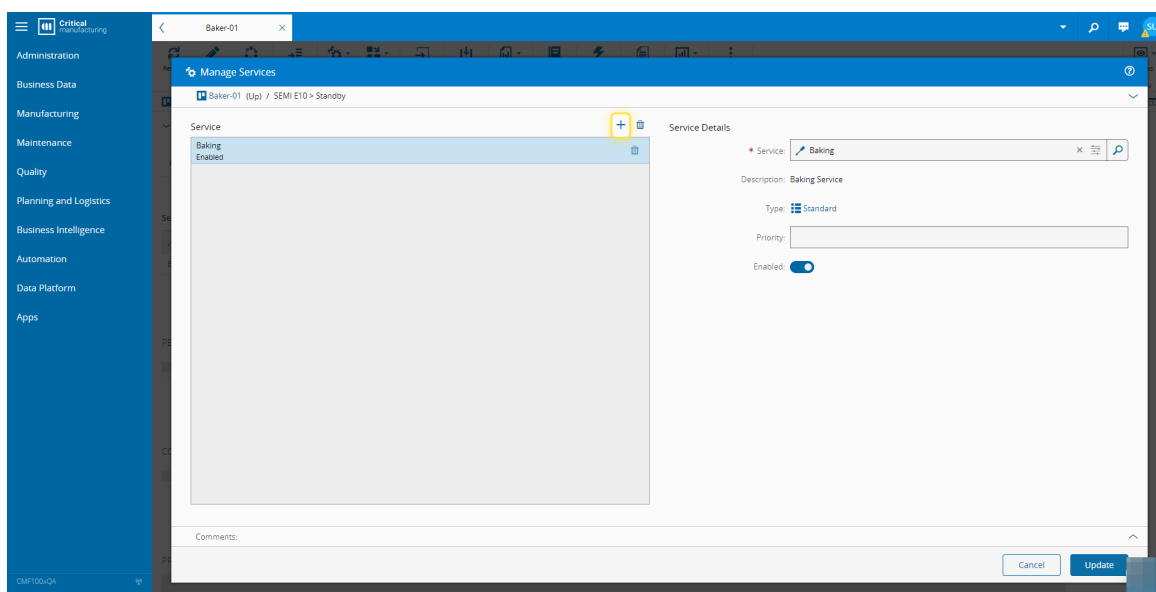 Critical
manufacturing
Baker-01
SU
Administration
Business Data
Manufacturing
Maintenance
Quality
Planning and Logistics
Business Intelligence
Automation
Data Platform
Apps
CMF100xQA
Manage Services
Baker-01 (Up) / SEMI E10 > Standby
Service
Baking
Enabled
Service Details
* Service: Baking
Description: Baking Service
Type: Standard
Priority:
Enabled:
Comments:
Cancel
Update